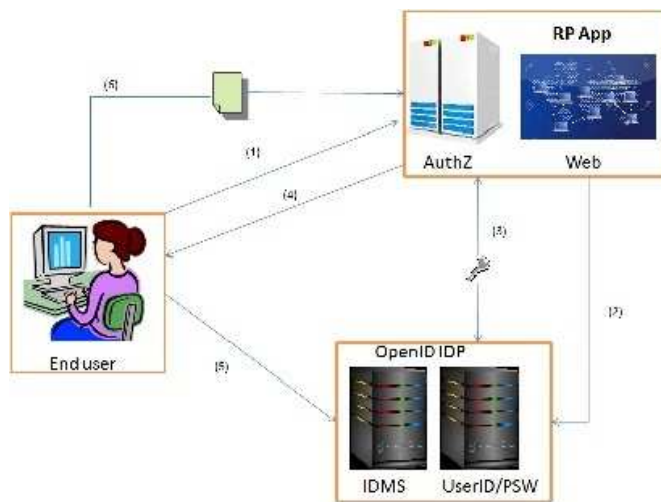 RP App
(6)
(1)
AuthZ
Web
(4)
(3)
(2)
End user
(5)
OpenID IDP
IDMS
UserID/PSW